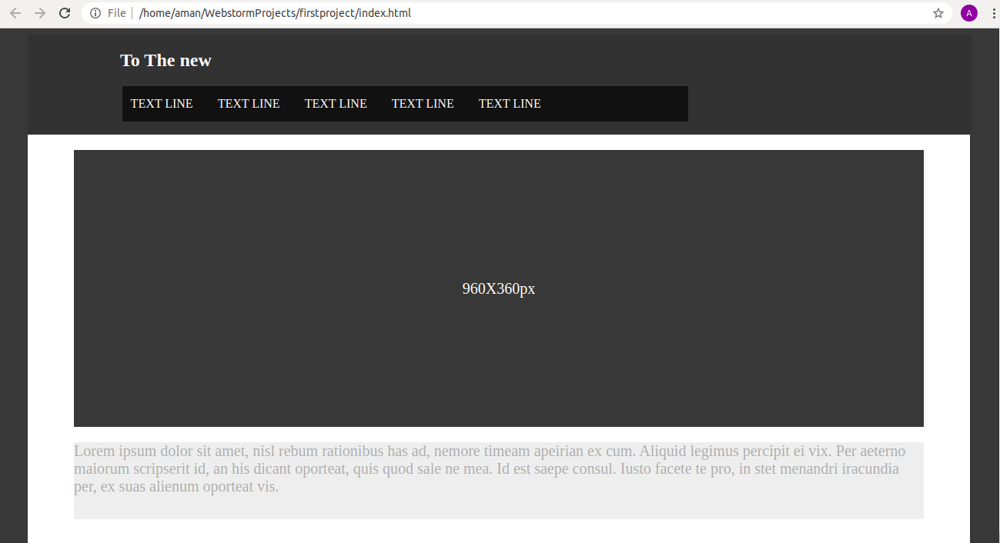 File /home/aman/WebstormProjects/firstproject/index.html A
To The new
TEXT LINE TEXT LINE TEXT LINE TEXT LINE TEXT LINE
960X360px
Lorem ipsum dolor sit amet, nisl rebum rationibus has ad, nemore timeam apeirian ex cum. Aliquid legimus percipit ei vix. Per aeterno
maiorum scripserit id, an his dicant oporteat, quis quod sale ne mea. Id est saepe consul. Iusto facete te pro, in stet menandri iracundia
per, ex suas alienum oporteat vis.